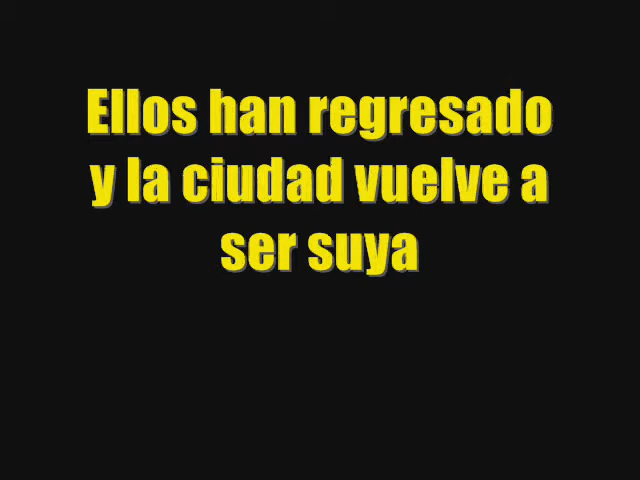 Ellos han regresado
y la ciudad vuelve a
ser suya